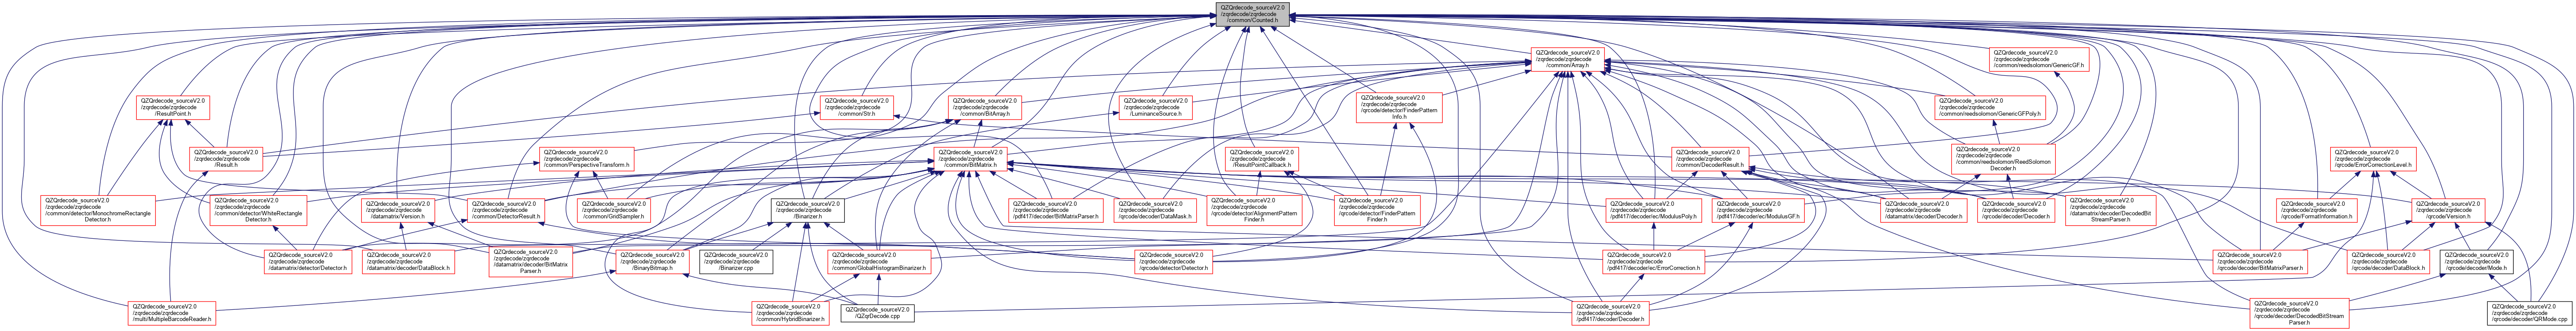 QZQrdecode_sourceV2.0
/zqrdecode/zqrdecode
/common/Counted.h
QZQrdecode_sourceV2.0
/zqrdecode/zqrdecode
/common/Array.h
QZQrdecode_sourceV2.0
/zqrdecode/zqrdecode
/common/reedsolomon/GenericGF.h
QZQrdecode_sourceV2.0
/zqrdecode/zqrdecode
/ResultPoint.h
QZQrdecode_sourceV2.0
/zqrdecode/zqrdecode
/common/Str.h
QZQrdecode_sourceV2.0
/zqrdecode/zqrdecode
/common/BitArray.h
QZQrdecode_sourceV2.0
/zqrdecode/zqrdecode
/LuminanceSource.h
QZQrdecode_sourceV2.0
/zqrdecode/zqrdecode
/qrcode/detector/FinderPattern
Info.h
QZQrdecode_sourceV2.0
/zqrdecode/zqrdecode
/common/reedsolomon/GenericGFPoly.h
QZQrdecode_sourceV2.0
/zqrdecode/zqrdecode
/Result.h
QZQrdecode_sourceV2.0
/zqrdecode/zqrdecode
/common/PerspectiveTransform.h
QZQrdecode_sourceV2.0
/zqrdecode/zqrdecode
/common/BitMatrix.h
QZQrdecode_sourceV2.0
/zqrdecode/zqrdecode
/ResultPointCallback.h
QZQrdecode_sourceV2.0
/zqrdecode/zqrdecode
/common/DecoderResult.h
QZQrdecode_sourceV2.0
/zqrdecode/zqrdecode
/common/reedsolomon/ReedSolomon
Decoder.h
QZQrdecode_sourceV2.0
/zqrdecode/zqrdecode
/qrcode/ErrorCorrectionLevel.h
QZQrdecode_sourceV2.0
/zqrdecode/zqrdecode
/common/detector/MonochromeRectangle
Detector.h
QZQrdecode_sourceV2.0
/zqrdecode/zqrdecode
/common/detector/WhiteRectangle
Detector.h
QZQrdecode_sourceV2.0
/zqrdecode/zqrdecode
/datamatrix/Version.h
QZQrdecode_sourceV2.0
/zqrdecode/zqrdecode
/common/DetectorResult.h
QZQrdecode_sourceV2.0
/zqrdecode/zqrdecode
/common/GridSampler.h
QZQrdecode_sourceV2.0
/zqrdecode/zqrdecode
/Binarizer.h
QZQrdecode_sourceV2.0
/zqrdecode/zqrdecode
/pdf417/decoder/BitMatrixParser.h
QZQrdecode_sourceV2.0
/zqrdecode/zqrdecode
/qrcode/decoder/DataMask.h
QZQrdecode_sourceV2.0
/zqrdecode/zqrdecode
/qrcode/detector/AlignmentPattern
Finder.h
QZQrdecode_sourceV2.0
/zqrdecode/zqrdecode
/qrcode/detector/FinderPattern
Finder.h
QZQrdecode_sourceV2.0
/zqrdecode/zqrdecode
/pdf417/decoder/ec/ModulusPoly.h
QZQrdecode_sourceV2.0
/zqrdecode/zqrdecode
/pdf417/decoder/ec/ModulusGF.h
QZQrdecode_sourceV2.0
/zqrdecode/zqrdecode
/datamatrix/decoder/Decoder.h
QZQrdecode_sourceV2.0
/zqrdecode/zqrdecode
/qrcode/decoder/Decoder.h
QZQrdecode_sourceV2.0
/zqrdecode/zqrdecode
/datamatrix/decoder/DecodedBit
StreamParser.h
QZQrdecode_sourceV2.0
/zqrdecode/zqrdecode
/qrcode/FormatInformation.h
QZQrdecode_sourceV2.0
/zqrdecode/zqrdecode
/qrcode/Version.h
QZQrdecode_sourceV2.0
/zqrdecode/zqrdecode
/datamatrix/detector/Detector.h
QZQrdecode_sourceV2.0
/zqrdecode/zqrdecode
/datamatrix/decoder/DataBlock.h
QZQrdecode_sourceV2.0
/zqrdecode/zqrdecode
/datamatrix/decoder/BitMatrix
Parser.h
QZQrdecode_sourceV2.0
/zqrdecode/zqrdecode
/BinaryBitmap.h
QZQrdecode_sourceV2.0
/zqrdecode/zqrdecode
/Binarizer.cpp
QZQrdecode_sourceV2.0
/zqrdecode/zqrdecode
/common/GlobalHistogramBinarizer.h
QZQrdecode_sourceV2.0
/zqrdecode/zqrdecode
/qrcode/detector/Detector.h
QZQrdecode_sourceV2.0
/zqrdecode/zqrdecode
/pdf417/decoder/ec/ErrorCorrection.h
QZQrdecode_sourceV2.0
/zqrdecode/zqrdecode
/qrcode/decoder/BitMatrixParser.h
QZQrdecode_sourceV2.0
/zqrdecode/zqrdecode
/qrcode/decoder/DataBlock.h
QZQrdecode_sourceV2.0
/zqrdecode/zqrdecode
/qrcode/decoder/Mode.h
QZQrdecode_sourceV2.0
/zqrdecode/zqrdecode
/multi/MultipleBarcodeReader.h
QZQrdecode_sourceV2.0
/zqrdecode/zqrdecode
/common/HybridBinarizer.h
QZQrdecode_sourceV2.0
/QZqrDecode.cpp
QZQrdecode_sourceV2.0
/zqrdecode/zqrdecode
/pdf417/decoder/Decoder.h
QZQrdecode_sourceV2.0
/zqrdecode/zqrdecode
/qrcode/decoder/DecodedBitStream
Parser.h
QZQrdecode_sourceV2.0
/zqrdecode/zqrdecode
/qrcode/decoder/QRMode.cpp